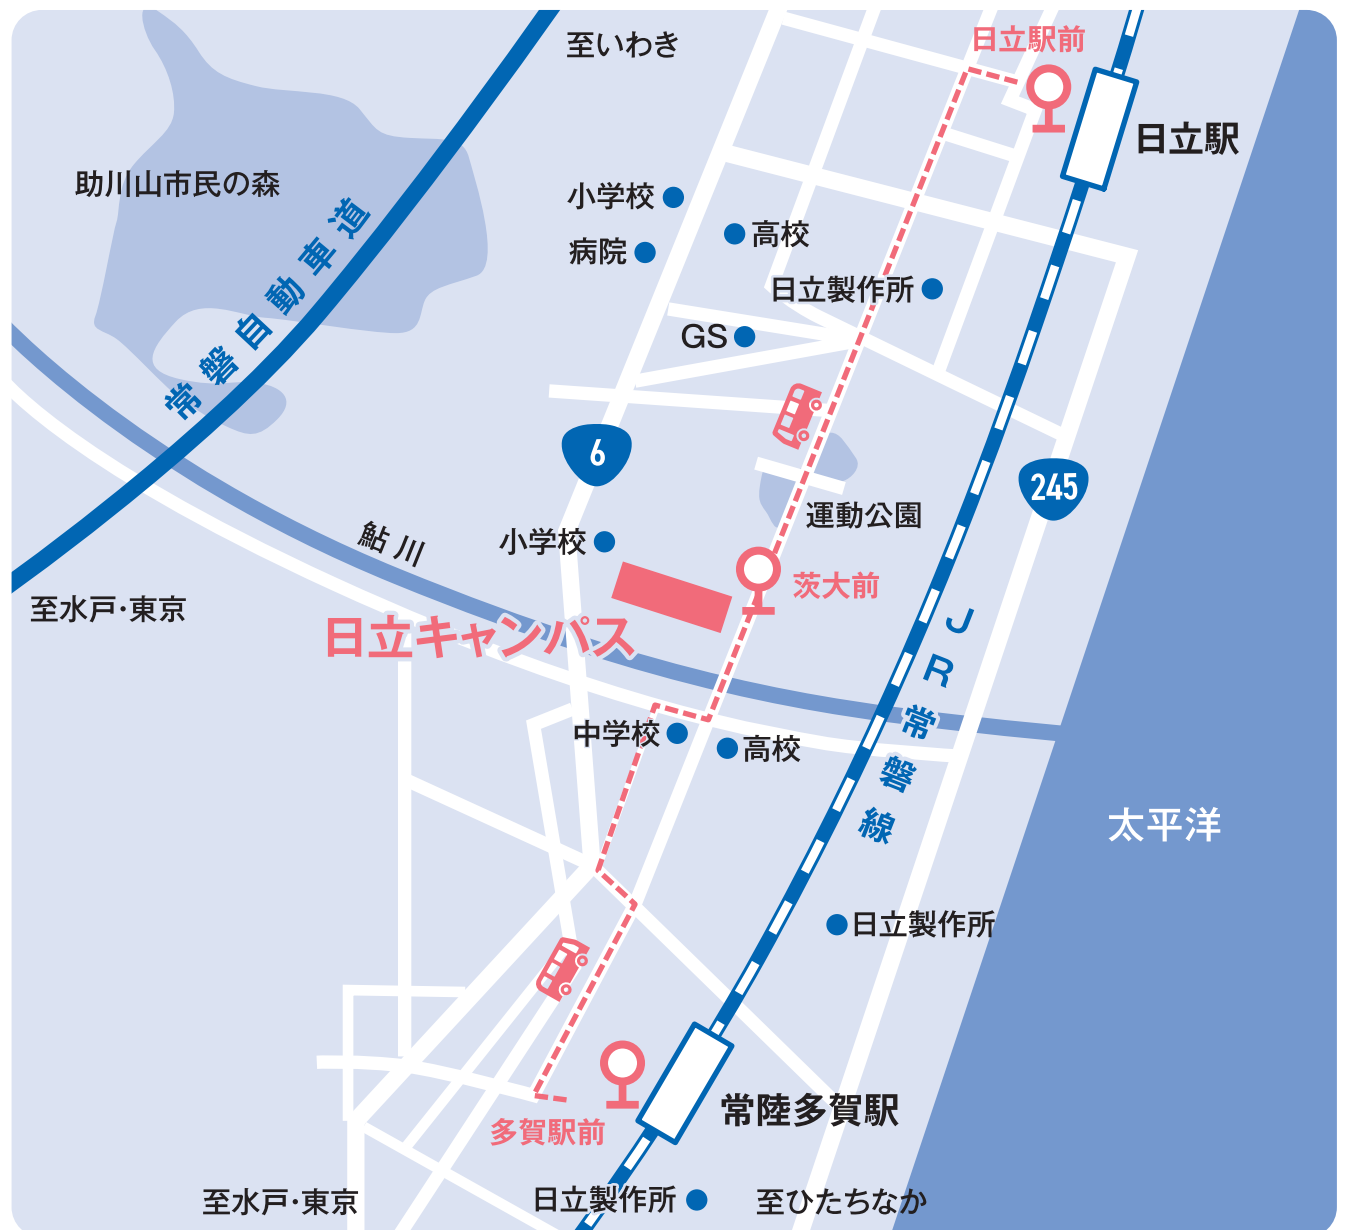 日立駅前
至いわき
日立駅
助川山市民の森
小学校
高校
病院
常磐自動車道
日立製作所
GS
6
245
運動公園
鮎川
小学校
茨大前
至水戸・東京
日立キャンパス
JR常磐線
中学校
高校
太平洋
日立製作所
常陸多賀駅
多賀駅前
至水戸・東京
日立製作所
至ひたちなか